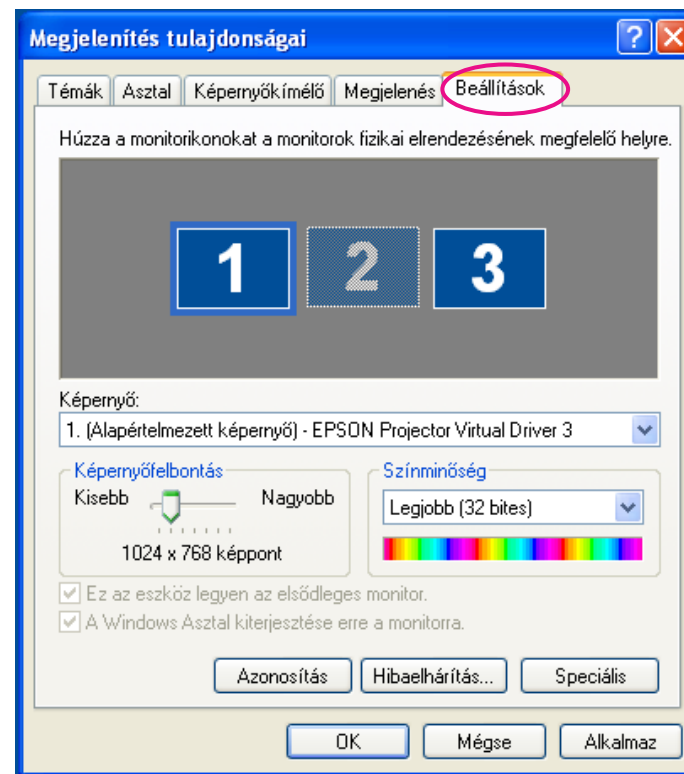 Megjelenítés tulajdonságai
Témák Asztal Képernyőkímélő Megjelenés Beállítások
Húzza a monitorikonokat a monitorok fizikai elrendezésének megfelelő helyre.
1 2 3
Képernyő:
1. (Alapértelmezett képernyő) - EPSON Projector Virtual Driver 3
Képernyőfelbontás
Kisebb Nagyobb
1024 x 768 képpont
Színminőség
Legjobb (32 bites)
Ez az eszköz legyen az elsődleges monitor.
A Windows Asztal kiterjesztése erre a monitorra.
Azonosítás Hibaelhárítás... Speciális
OK Mégse Alkalmaz